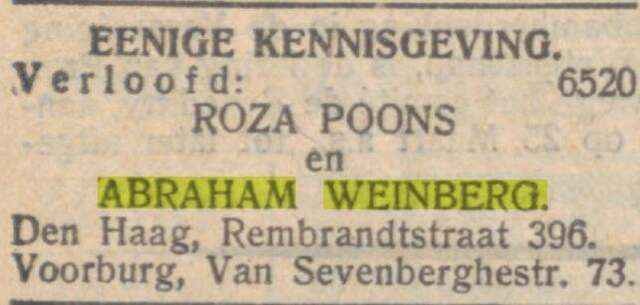 EENIGE KENNISGEVING.
Verloofd: 6520
ROZA POONS
en
ABRAHAM WEINBERG.
Den Haag, Rembrandtstraat 396.
Voorburg, Van Sevenberghestr. 73.